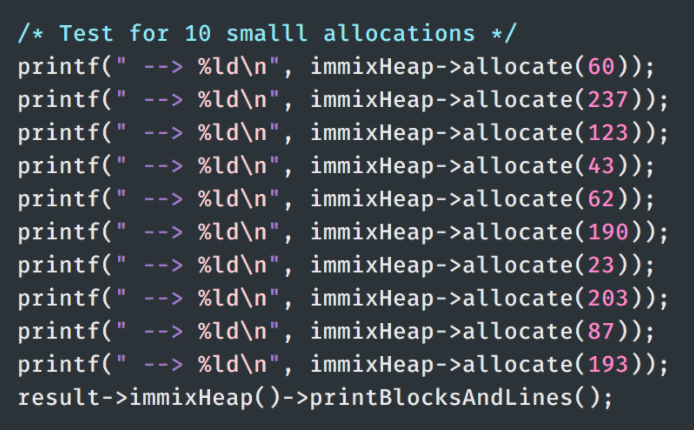 /* Test for 10 smalll allocations */
printf(" --> %ld\n", immixHeap->allocate(60));
printf(" --> %ld\n", immixHeap->allocate(237));
printf(" --> %ld\n", immixHeap->allocate(123));
printf(" --> %ld\n", immixHeap->allocate(43));
printf(" --> %ld\n", immixHeap->allocate(62));
printf(" --> %ld\n", immixHeap->allocate(190));
printf(" --> %ld\n", immixHeap->allocate(23));
printf(" --> %ld\n", immixHeap->allocate(203));
printf(" --> %ld\n", immixHeap->allocate(87));
printf(" --> %ld\n", immixHeap->allocate(193));
result->immixHeap()->printBlocksAndLines();